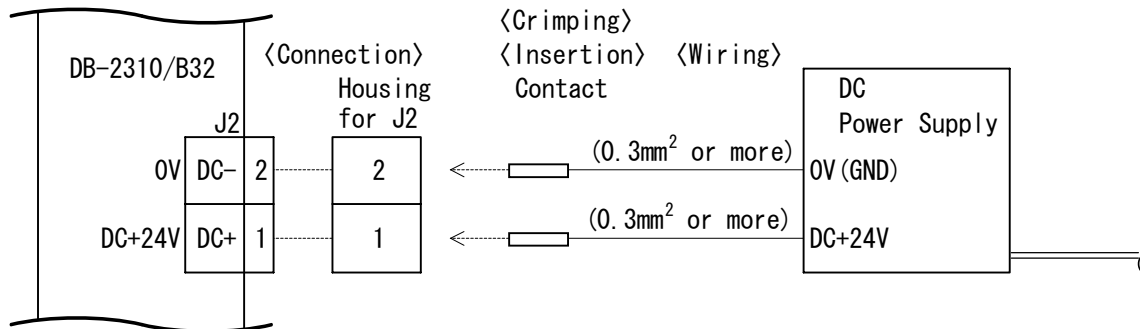 〈Crimping〉
〈Connection〉 〈Insertion〉 〈Wiring〉
DB-2310/B32
Housing for J2
Contact
DC Power Supply
J2
0V DC- 2
2
(0.3mm² or more)
0V(GND)
DC+24V DC+ 1
1
(0.3mm² or more)
DC+24V